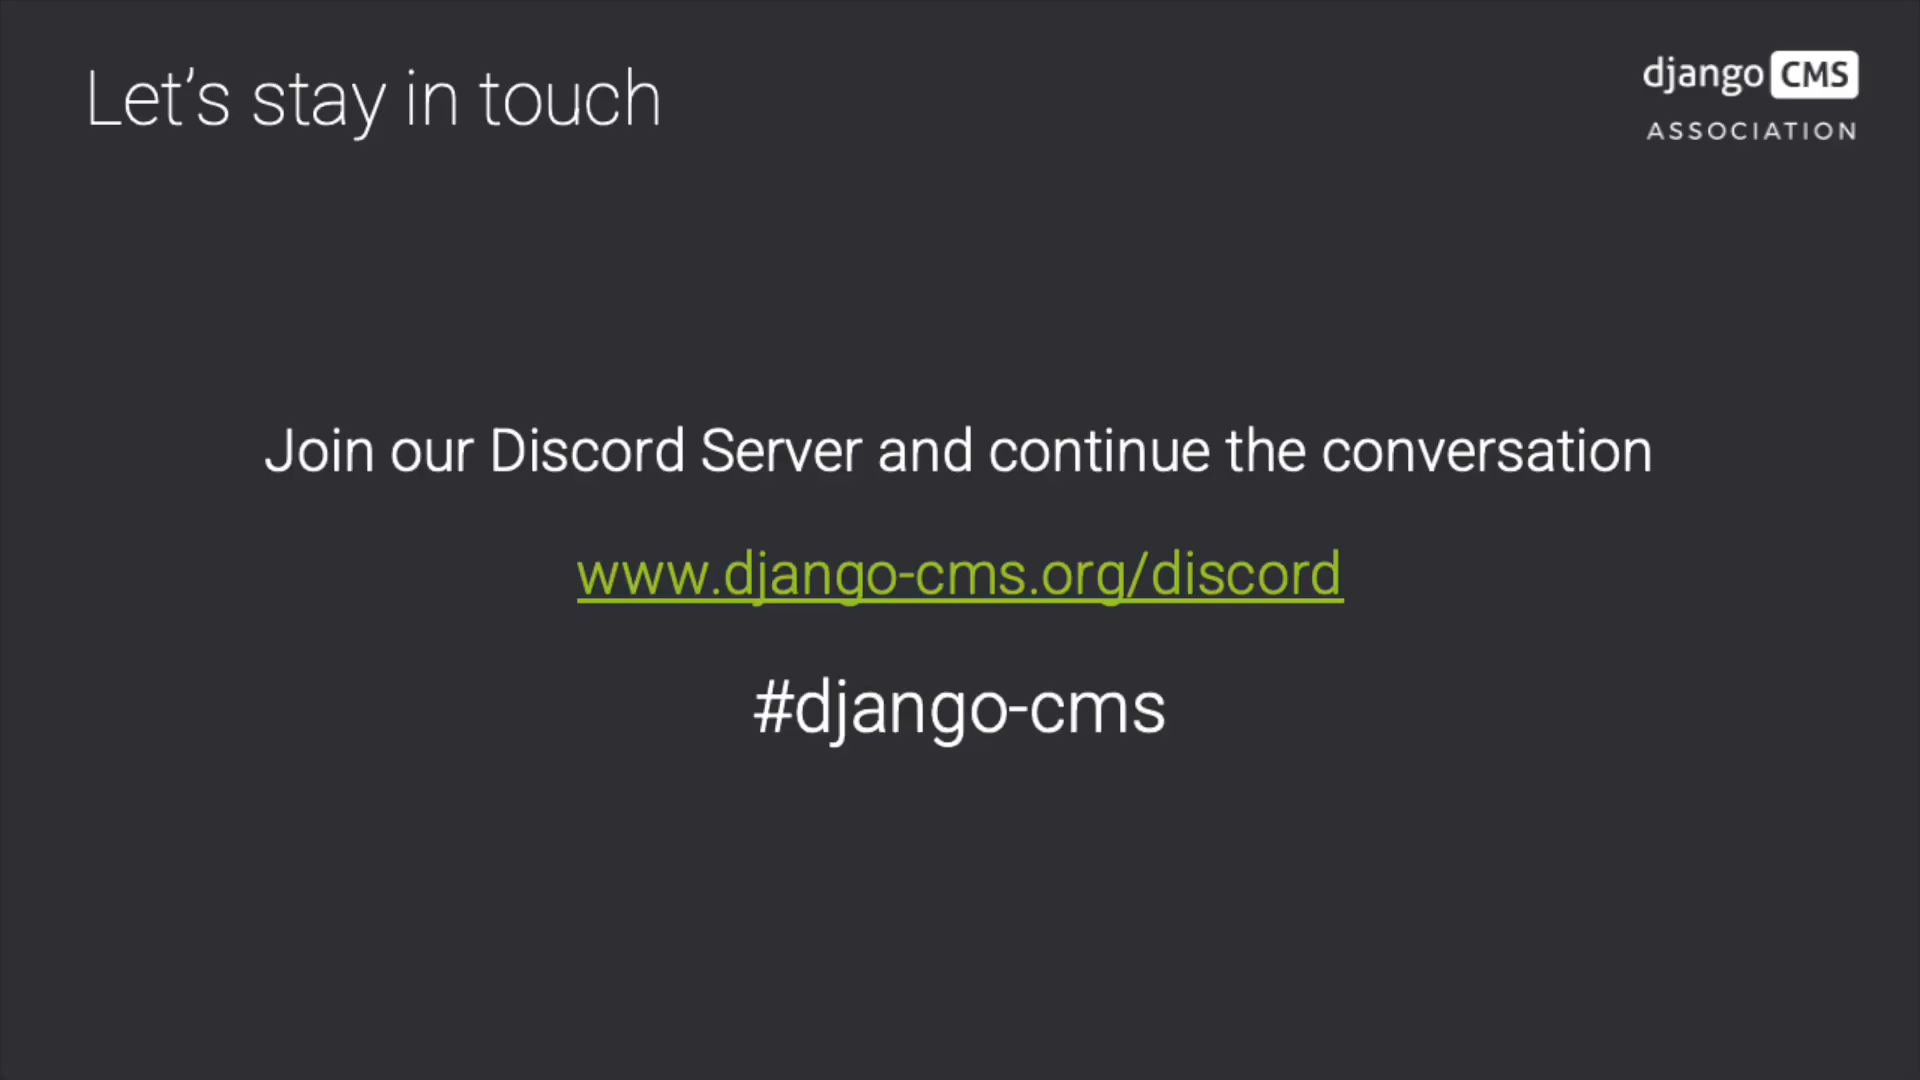 Let’s stay in touch
django CMS
ASSOCIATION
Join our Discord Server and continue the conversation
www.django-cms.org/discord
#django-cms